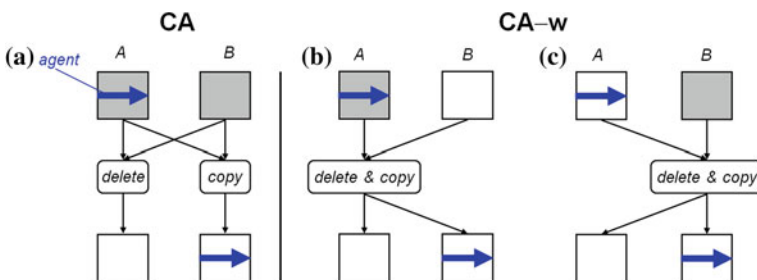 CA CA–w
(a) A B (b) A B (c) A B
agent
delete copy delete & copy delete & copy